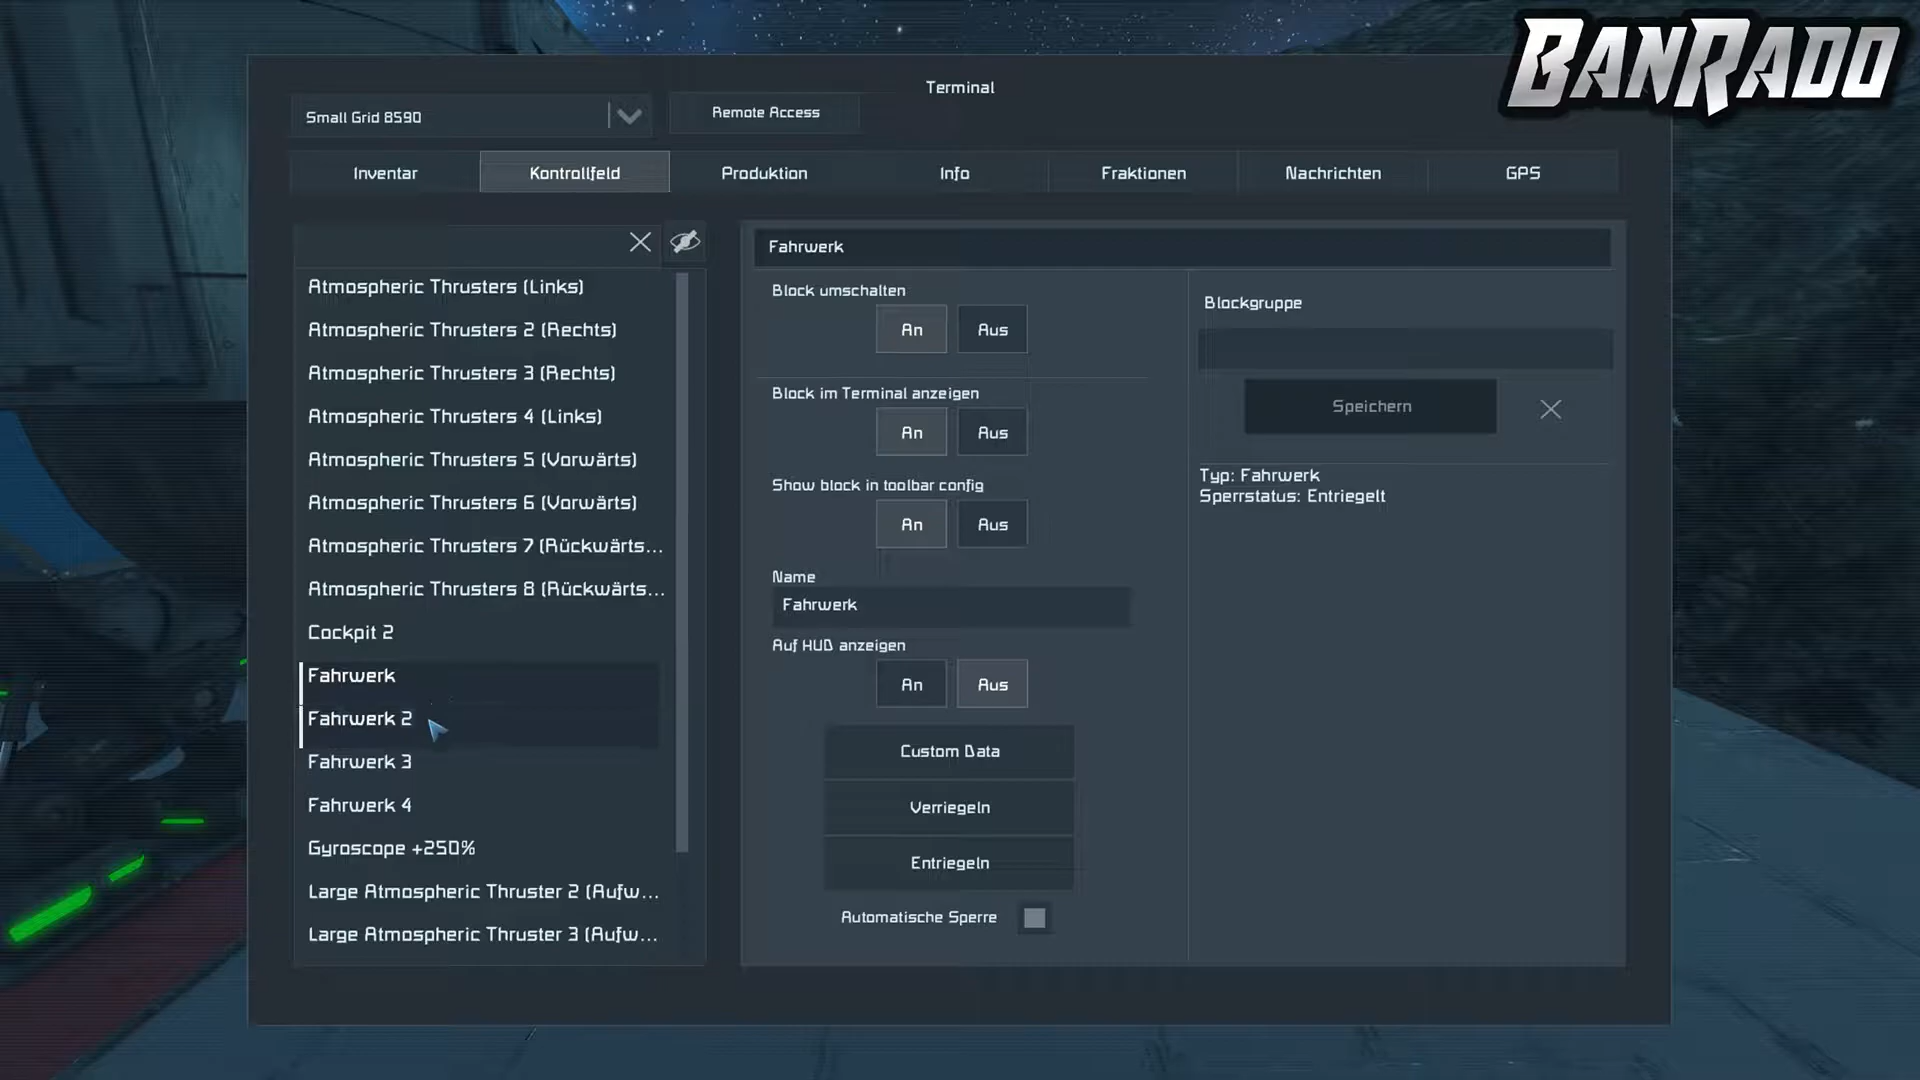 BANRADO
Terminal
Small Grid 8590
Remote Access
Inventar
Kontrollfeld
Produktion
Info
Fraktionen
Nachrichten
GPS
Atmospheric Thrusters (Links)
Atmospheric Thrusters 2 (Rechts)
Atmospheric Thrusters 3 (Rechts)
Atmospheric Thrusters 4 (Links)
Atmospheric Thrusters 5 (Vorwärts)
Atmospheric Thrusters 6 (Vorwärts)
Atmospheric Thrusters 7 (Rückwärts...
Atmospheric Thrusters 8 (Rückwärts...
Cockpit 2
Fahrwerk
Fahrwerk 2
Fahrwerk 3
Fahrwerk 4
Gyroscope +250%
Large Atmospheric Thruster 2 (Aufw...
Large Atmospheric Thruster 3 (Aufw...
Fahrwerk
Block umschalten
An
Aus
Block im Terminal anzeigen
An
Aus
Show block in toolbar config
An
Aus
Name
Fahrwerk
Auf HUD anzeigen
An
Aus
Custom Data
Verriegeln
Entriegeln
Automatische Sperre
Blockgruppe
Speichern
Typ: Fahrwerk
Sperrstatus: Entriegelt